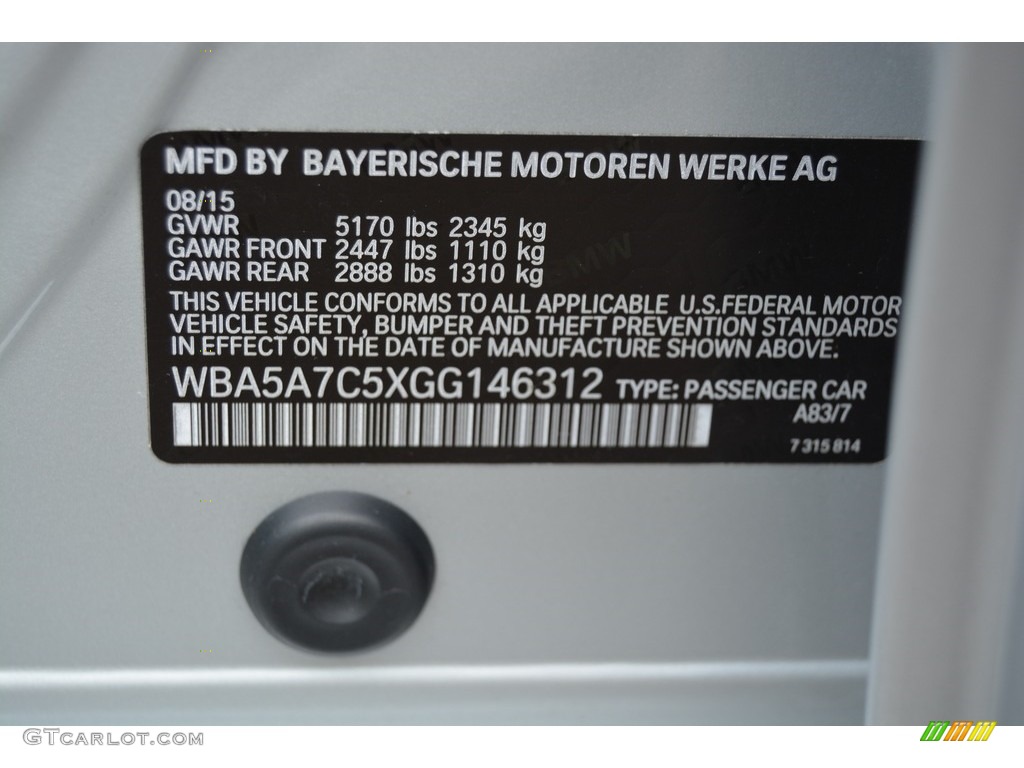 MFD BY BAYERISCHE MOTOREN WERKE AG
08/15
GVWR 5170 lbs 2345 kg
GAWR FRONT 2447 lbs 1110 kg
GAWR REAR 2888 lbs 1310 kg
THIS VEHICLE CONFORMS TO ALL APPLICABLE U.S.FEDERAL MOTOR
VEHICLE SAFETY, BUMPER AND THEFT PREVENTION STANDARDS
IN EFFECT ON THE DATE OF MANUFACTURE SHOWN ABOVE.
WBA5A7C5XGG146312 TYPE: PASSENGER CAR
A83/7
7 315 814
GTCARLOT.COM